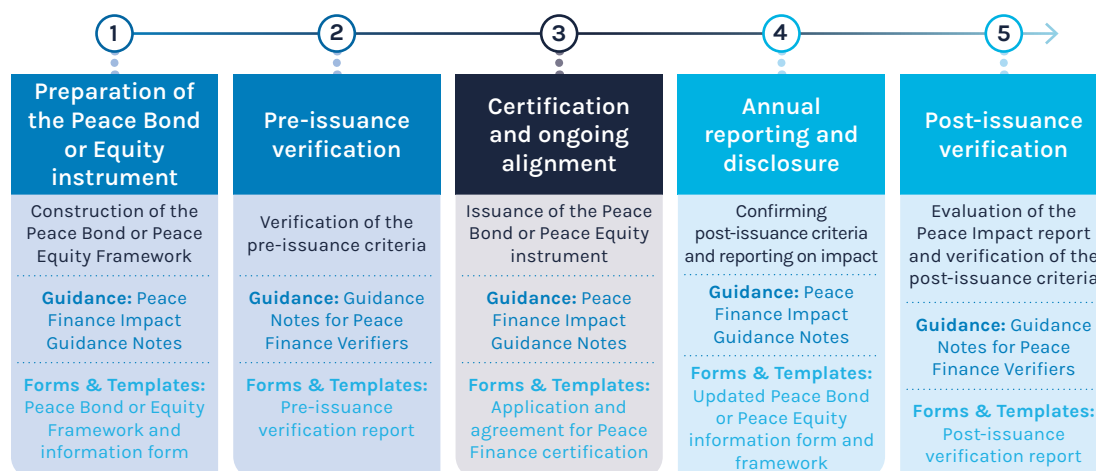 1
2
3
4
5
Preparation of
the Peace Bond
or Equity
instrument
Construction of the
Peace Bond or Peace
Equity Framework
Guidance: Peace
Finance Impact
Guidance Notes
Forms & Templates:
Peace Bond or Equity
Framework and
information form
Pre-issuance
verification
Verification of the
pre-issuance criteria
Guidance: Guidance
Notes for Peace
Finance Verifiers
Forms & Templates:
Pre-issuance
verification report
Certification
and ongoing
alignment
Issuance of the Peace
Bond or Peace Equity
instrument
Guidance: Peace
Finance Impact
Guidance Notes
Forms & Templates:
Application and
agreement for Peace
Finance certification
Annual
reporting and
disclosure
Confirming
post-issuance criteria
and reporting on impact
Guidance: Peace
Finance Impact
Guidance Notes
Forms & Templates:
Updated Peace Bond
or Peace Equity
information form and
framework
Post-issuance
verification
Evaluation of the
Peace Impact report
and verification of the
post-issuance criteria
Guidance: Guidance
Notes for Peace
Finance Verifiers
Forms & Templates:
Post-issuance
verification report